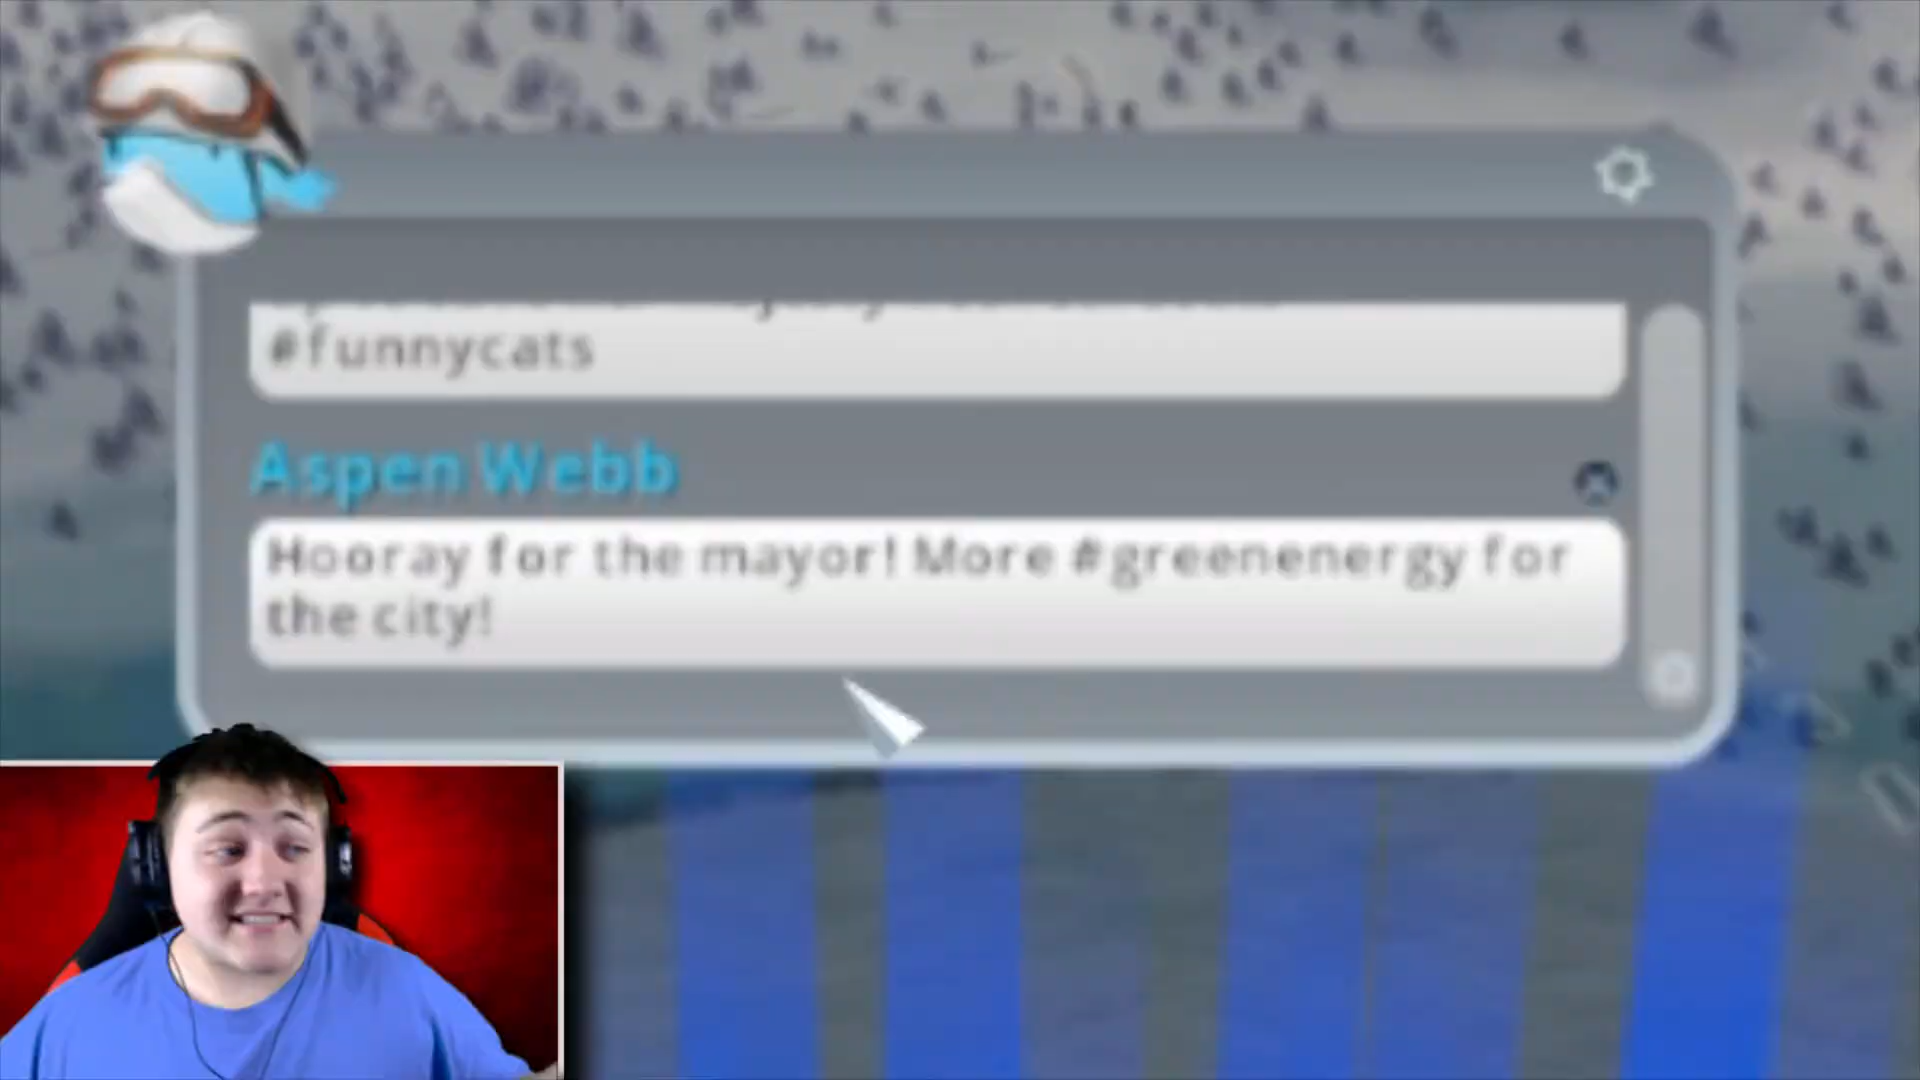 #funnycats
Aspen Webb
Hooray for the mayor! More #greenenergy for
the city!